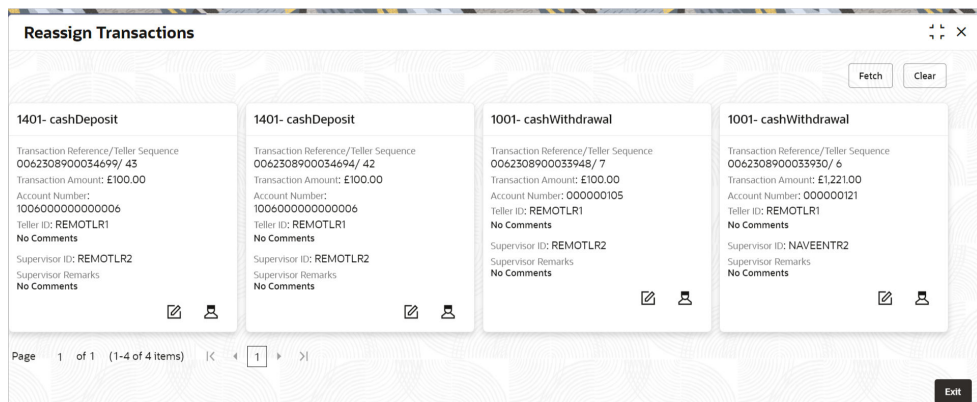 Reassign Transactions
Fetch
Clear
1401- cashDeposit
Transaction Reference/Teller Sequence
0062308900034699/ 43
Transaction Amount: £100.00
Account Number:
1006000000000006
Teller ID: REMOTLR1
No Comments
Supervisor ID: REMOTLR2
Supervisor Remarks
No Comments
1401- cashDeposit
Transaction Reference/Teller Sequence
0062308900034694/ 42
Transaction Amount: £100.00
Account Number:
1006000000000006
Teller ID: REMOTLR1
No Comments
Supervisor ID: REMOTLR2
Supervisor Remarks
No Comments
1001- cashWithdrawal
Transaction Reference/Teller Sequence
0062308900033948/ 7
Transaction Amount: £100.00
Account Number: 000000105
Teller ID: REMOTLR1
No Comments
Supervisor ID: REMOTLR2
Supervisor Remarks
No Comments
1001- cashWithdrawal
Transaction Reference/Teller Sequence
0062308900033930/ 6
Transaction Amount: £1,221.00
Account Number: 000000121
Teller ID: REMOTLR1
No Comments
Supervisor ID: NAVEENTR2
Supervisor Remarks
No Comments
Page 1 of 1 (1-4 of 4 items) 1
Exit